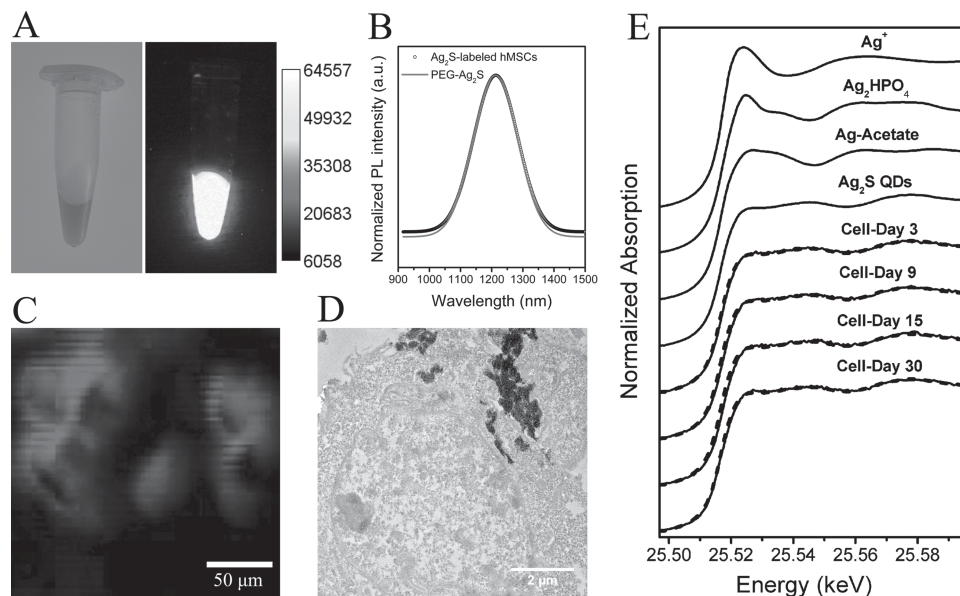 A
64557
49932
35308
20683
6058
B
Ag₂S-labeled hMSCs
PEG-Ag₂S
Normalized PL intensity (a.u.)
900 1000 1100 1200 1300 1400 1500
Wavelength (nm)
C
50 μm
D
2 μm
E
Ag⁺
Ag₂HPO₄
Ag-Acetate
Ag₂S QDs
Cell-Day 3
Cell-Day 9
Cell-Day 15
Cell-Day 30
Normalized Absorption
25.50 25.52 25.54 25.56 25.58
Energy (keV)